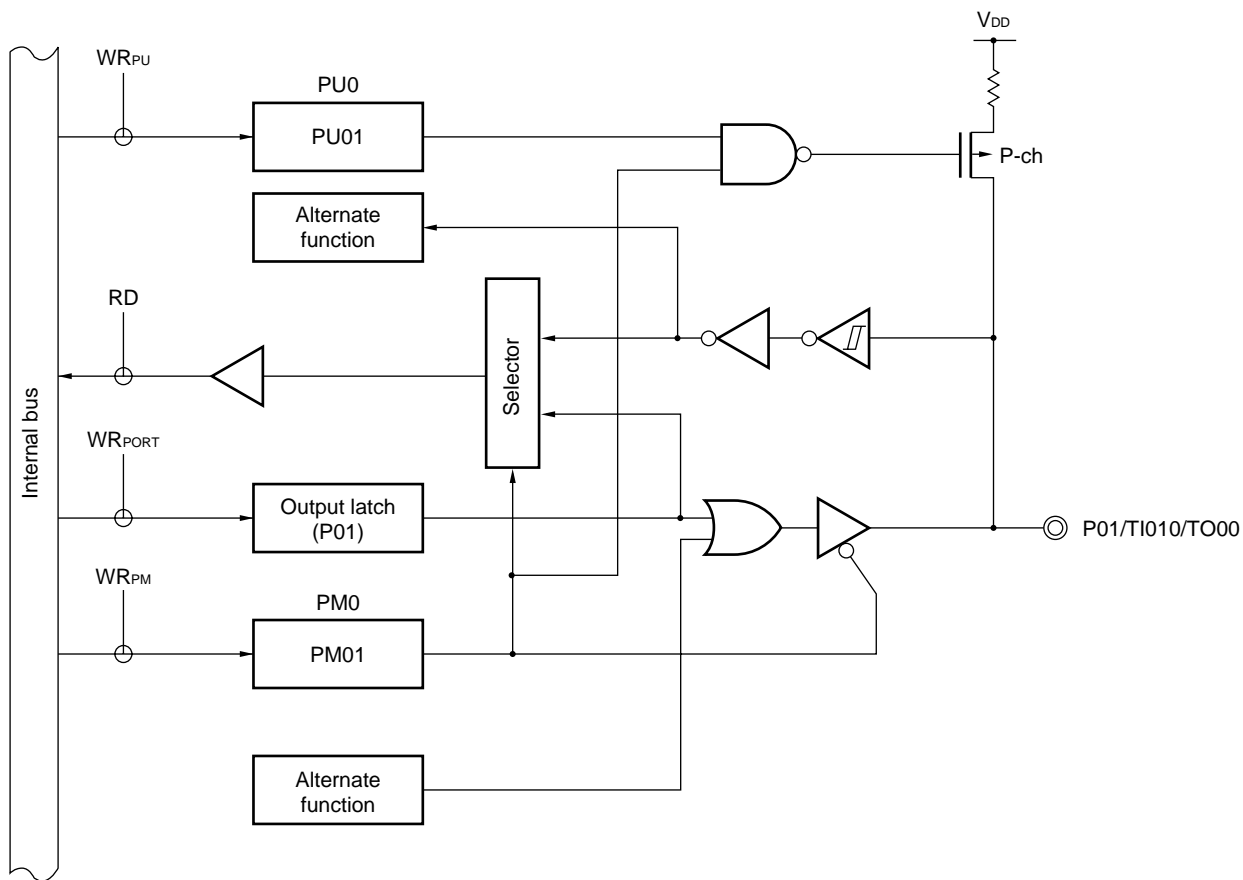 VDD
WRPU
PU0
PU01
P-ch
Alternate
function
RD
Selector
Internal bus
WRPORT
Output latch
(P01)
P01/TI010/TO00
WRPM
PM0
PM01
Alternate
function